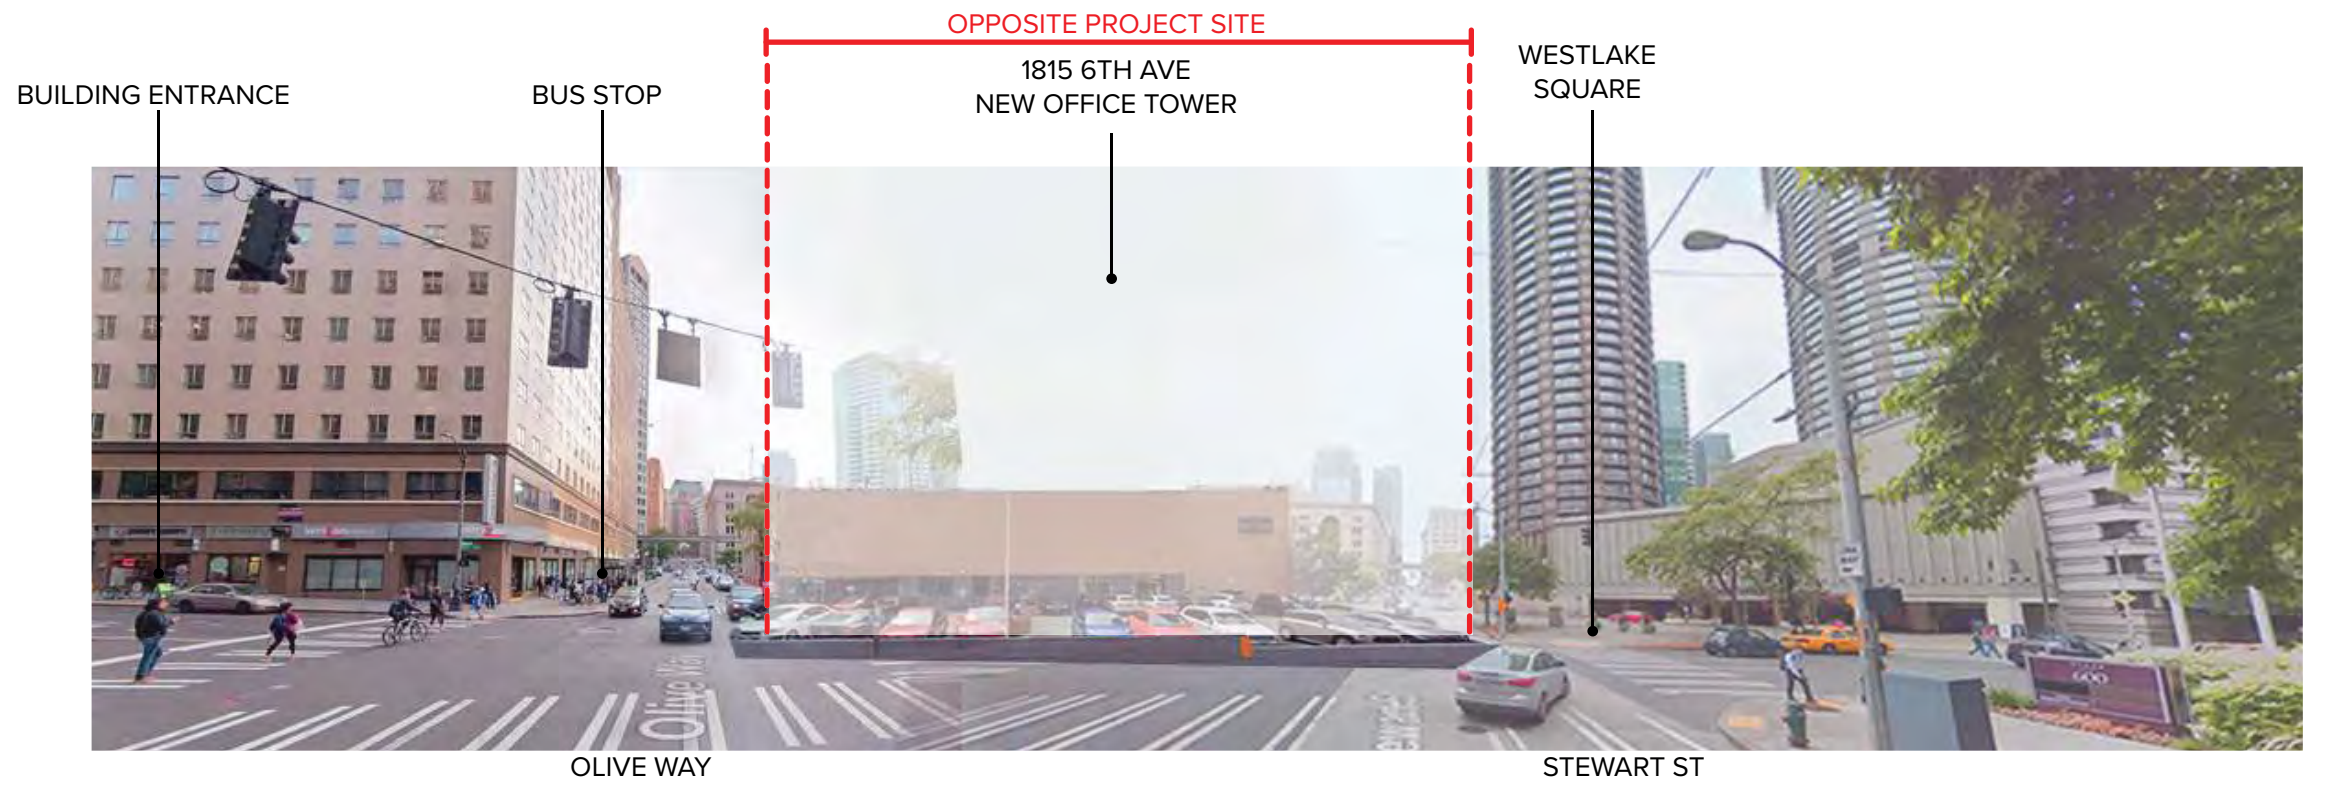 OPPOSITE PROJECT SITE
1815 6TH AVE
NEW OFFICE TOWER
WESTLAKE
SQUARE
BUILDING ENTRANCE
BUS STOP
600
Olive Way
OLIVE WAY
STEWART ST